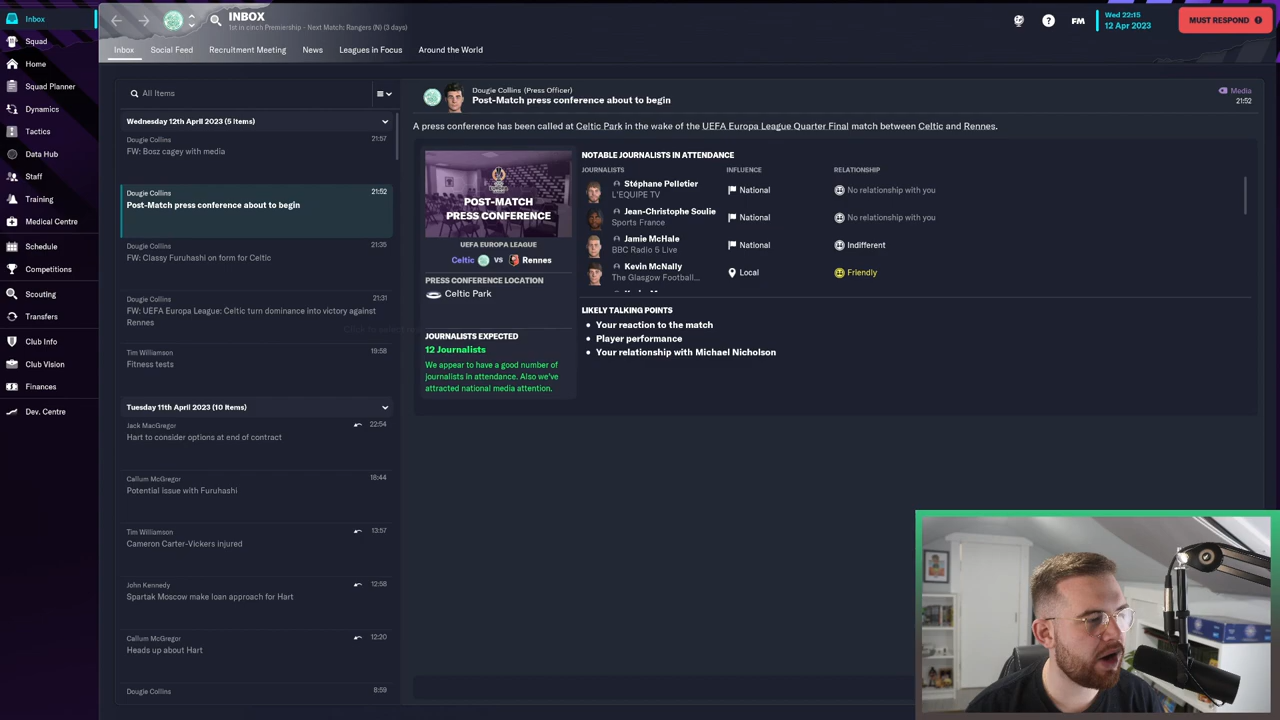 Inbox
Squad
Home
Squad Planner
Dynamics
Tactics
Data Hub
Staff
Training
Medical Centre
Schedule
Competitions
Scouting
Transfers
Club Info
Club Vision
Finances
Dev. Centre
INBOX
1st in cinch Premiership - Next Match: Rangers (N) (3 days)
FM
Wed 22:15
12 Apr 2023
MUST RESPOND
Inbox Social Feed Recruitment Meeting News Leagues in Focus Around the World
All Items
Wednesday 12th April 2023 (5 Items)
Dougie Collins 21:57
FW: Bosz cagey with media
Dougie Collins 21:52
Post-Match press conference about to begin
Dougie Collins 21:35
FW: Classy Furuhashi on form for Celtic
Dougie Collins 21:31
FW: UEFA Europa League: Celtic turn dominance into victory against
Rennes
Tim Williamson 19:58
Fitness tests
Tuesday 11th April 2023 (10 Items)
Jack MacGregor 22:54
Hart to consider options at end of contract
Callum McGregor 18:44
Potential issue with Furuhashi
Tim Williamson 13:57
Cameron Carter-Vickers injured
John Kennedy 12:58
Spartak Moscow make loan approach for Hart
Callum McGregor 12:20
Heads up about Hart
Dougie Collins 8:59
Dougie Collins (Press Officer)
Post-Match press conference about to begin
Media
21:52
A press conference has been called at Celtic Park in the wake of the UEFA Europa League Quarter Final match between Celtic and Rennes.
POST-MATCH
PRESS CONFERENCE
UEFA EUROPA LEAGUE
Celtic VS Rennes
PRESS CONFERENCE LOCATION
Celtic Park
JOURNALISTS EXPECTED
12 Journalists
We appear to have a good number of
journalists in attendance. Also we've
attracted national media attention.
NOTABLE JOURNALISTS IN ATTENDANCE
JOURNALISTS INFLUENCE RELATIONSHIP
Stéphane Pelletier
L'EQUIPE TV
National No relationship with you
Jean-Christophe Soulie
Sports France
National No relationship with you
Jamie McHale
BBC Radio 5 Live
National Indifferent
Kevin McNally
The Glasgow Football...
Local Friendly
LIKELY TALKING POINTS
Your reaction to the match
Player performance
Your relationship with Michael Nicholson